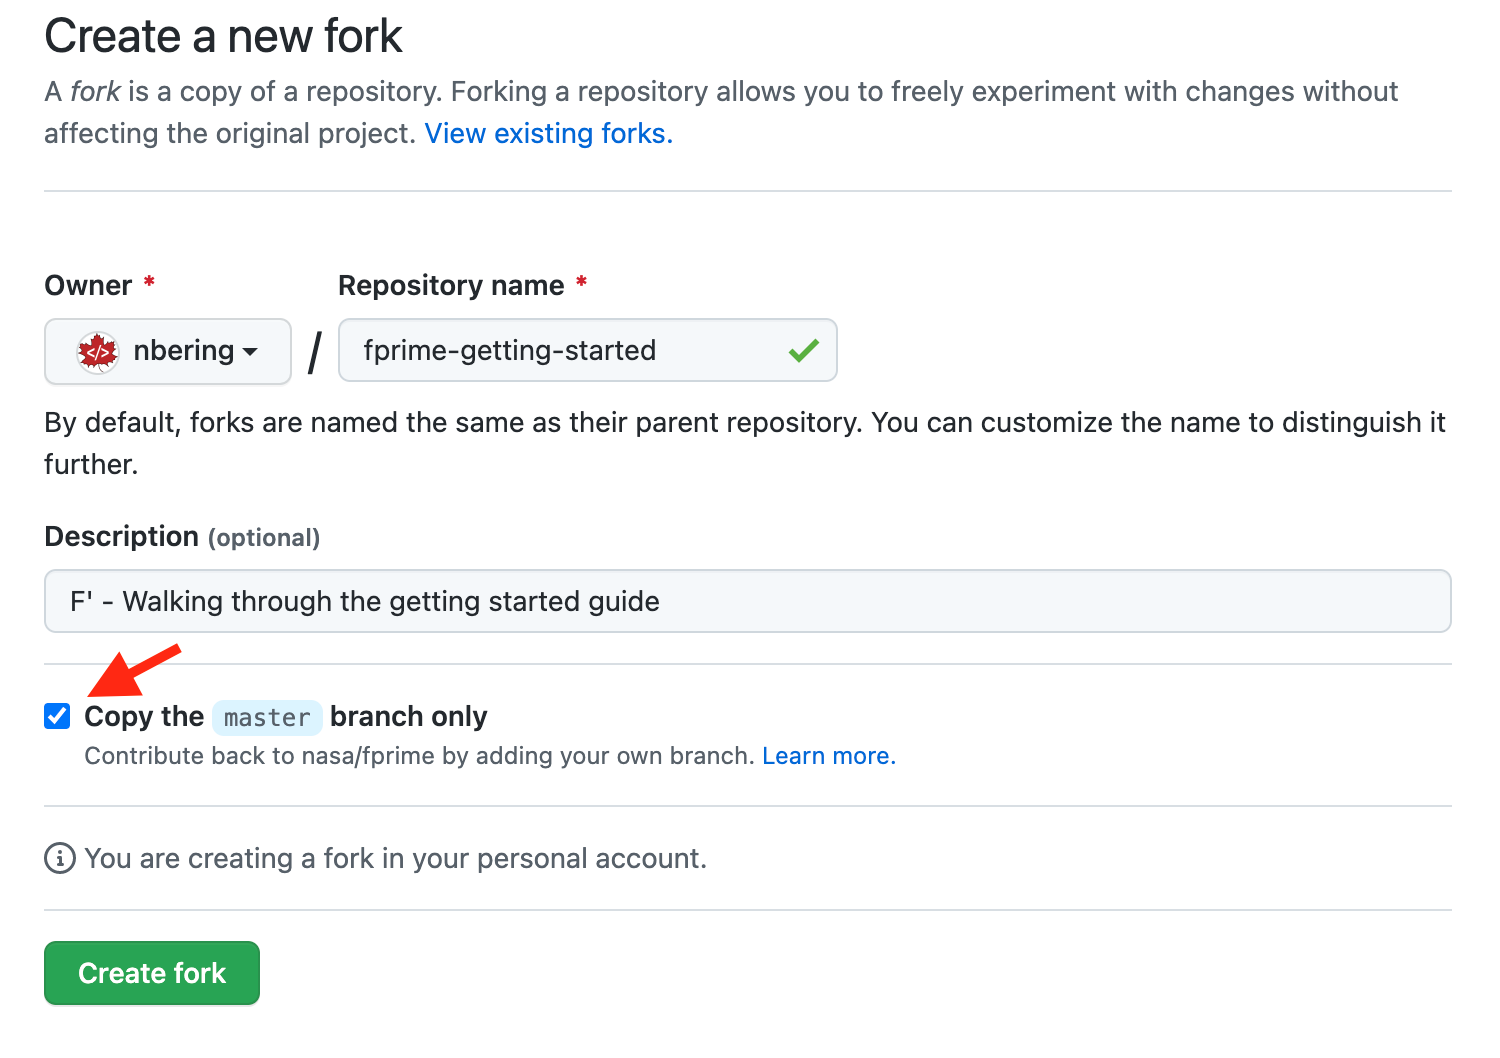 Create a new fork
A fork is a copy of a repository. Forking a repository allows you to freely experiment with changes without
affecting the original project. View existing forks.
Owner * Repository name *
</> nbering / fprime-getting-started
By default, forks are named the same as their parent repository. You can customize the name to distinguish it
further.
Description (optional)
F' - Walking through the getting started guide
Copy the master branch only
Contribute back to nasa/fprime by adding your own branch. Learn more.
You are creating a fork in your personal account.
Create fork